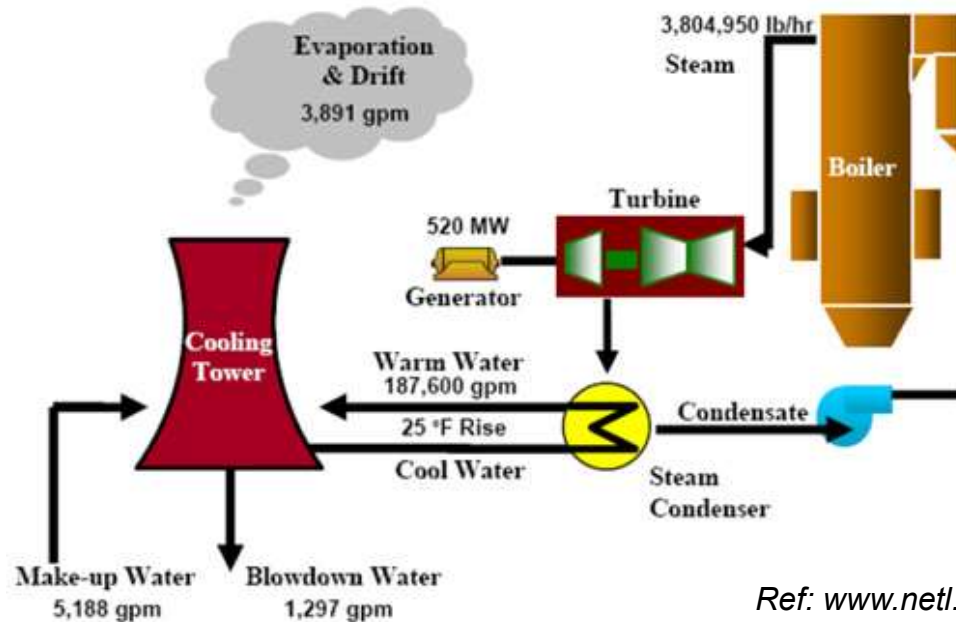 Evaporation
& Drift
3,891 gpm
3,804,950 lb/hr
Steam
Boiler
Turbine
520 MW
Generator
Cooling
Tower
Warm Water
187,600 gpm
25 °F Rise
Cool Water
Condensate
Steam
Condenser
Make-up Water
5,188 gpm
Blowdown Water
1,297 gpm
Ref: www.netl.